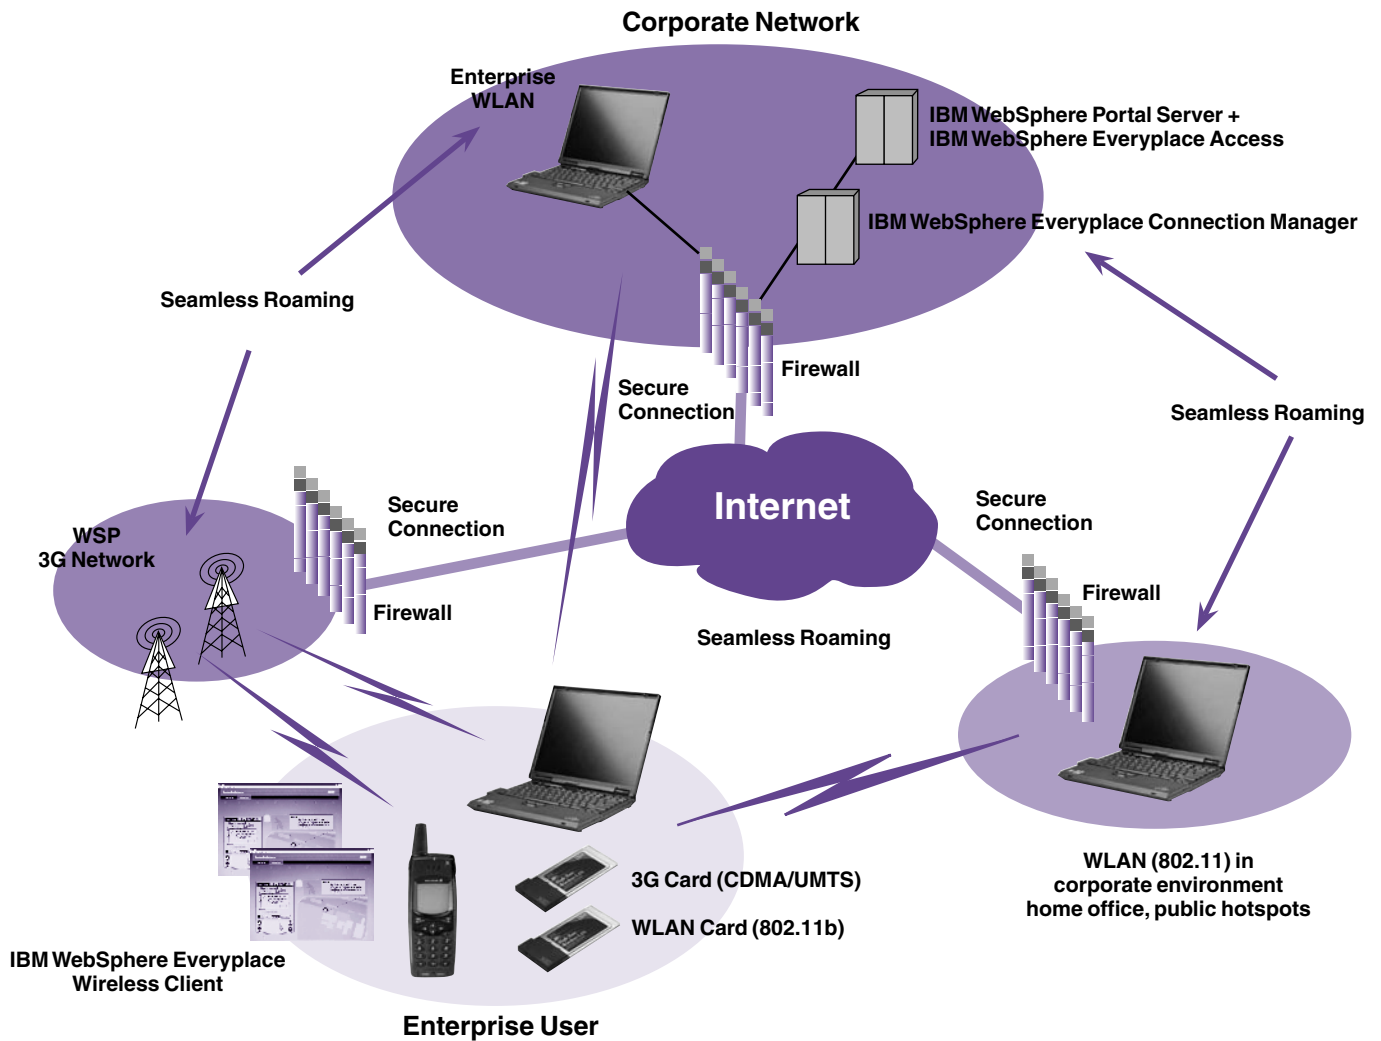 Corporate Network
Enterprise
WLAN
IBM WebSphere Portal Server +
IBM WebSphere Everyplace Access
IBM WebSphere Everyplace Connection Manager
Seamless Roaming
Firewall
Secure
Connection
Seamless Roaming
Internet
Secure
Connection
Secure
Connection
WSP
3G Network
Firewall
Firewall
Seamless Roaming
3G Card (CDMA/UMTS)
WLAN Card (802.11b)
WLAN (802.11) in
corporate environment
home office, public hotspots
IBM WebSphere Everyplace
Wireless Client
Enterprise User